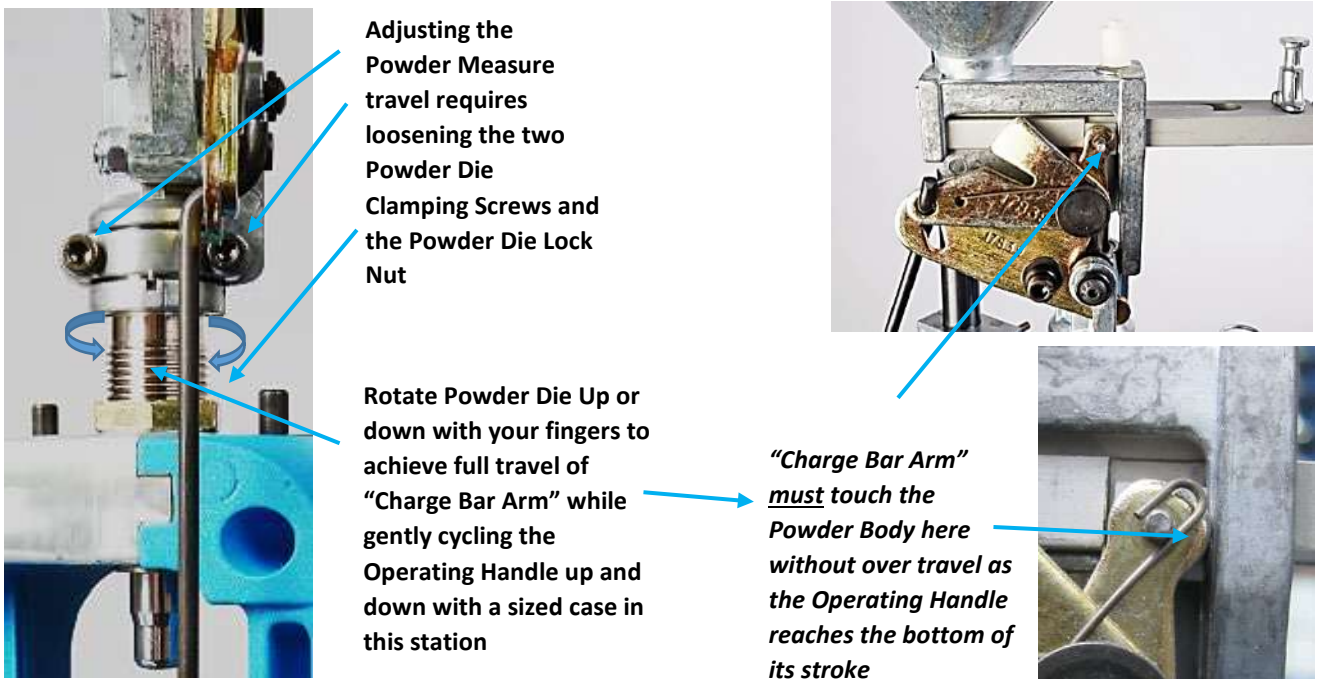 Adjusting the
Powder Measure
travel requires
loosening the two
Powder Die
Clamping Screws and
the Powder Die Lock
Nut
Rotate Powder Die Up or
down with your fingers to
achieve full travel of
“Charge Bar Arm” while
gently cycling the
Operating Handle up and
down with a sized case in
this station
“Charge Bar Arm”
must touch the
Powder Body here
without over travel as
the Operating Handle
reaches the bottom of
its stroke